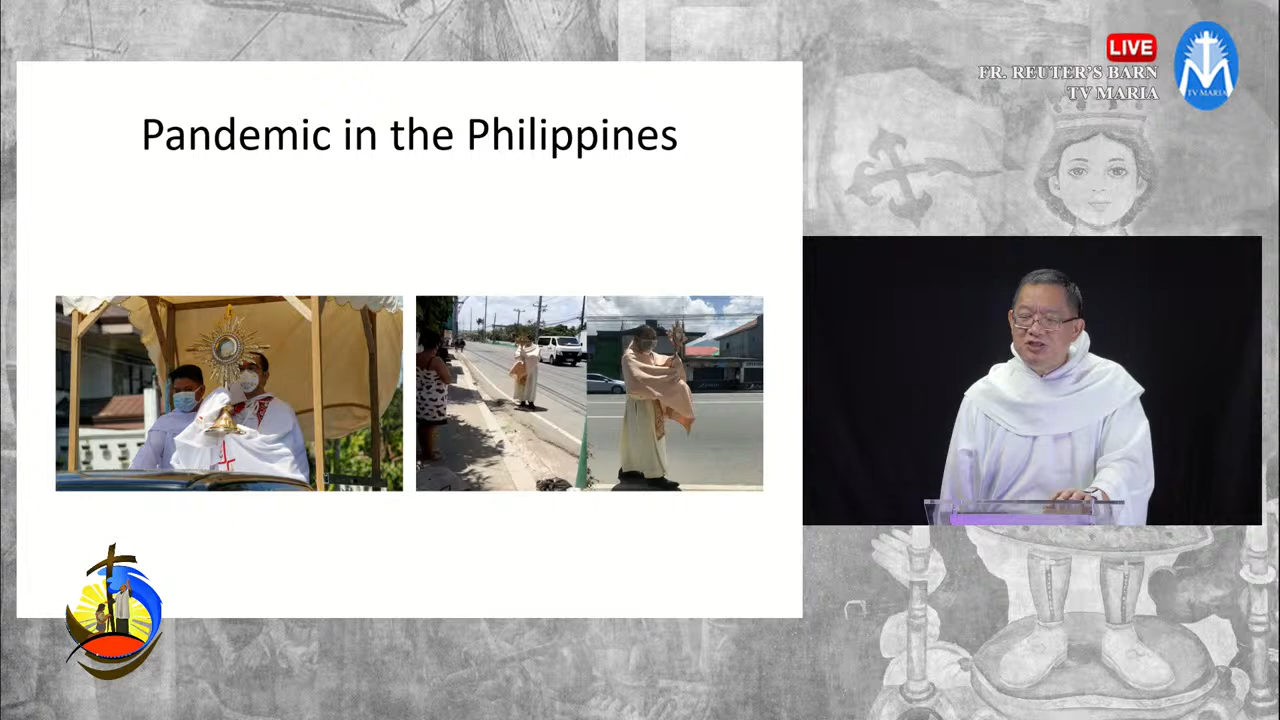 Pandemic in the Philippines
LIVE
FR. REUTER'S BARN
TV MARIA
TV MARIA